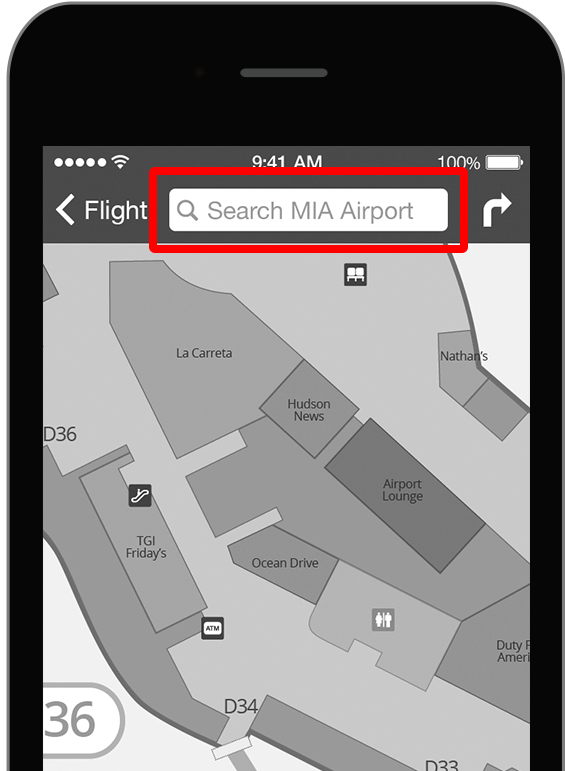 9:41 AM 100%
Flight Search MIA Airport
La Carreta
Nathan's
Hudson
News
D36
Airport
Lounge
TGI
Friday's
Ocean Drive
ATM
Duty
Ameri
D34
36
D33